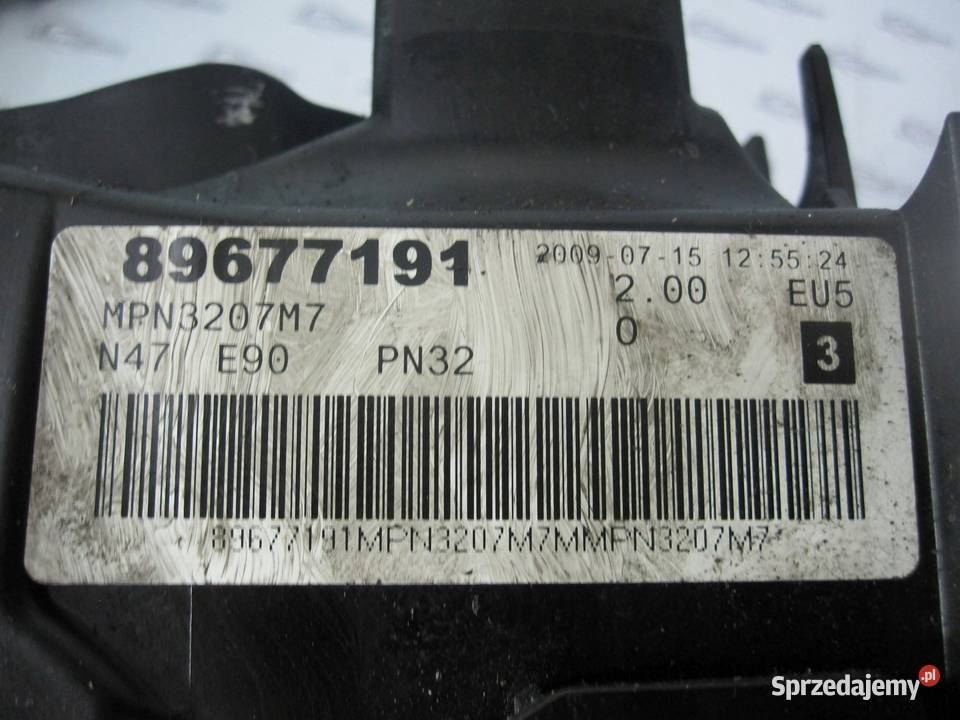 89677191 2009-07-15 12:55:24
MPN3207M7 2.00 EU5
N47 E90 PN32 0 3
89677191MPN3207M7MMPN3207M7
Sprzedajemy.pl